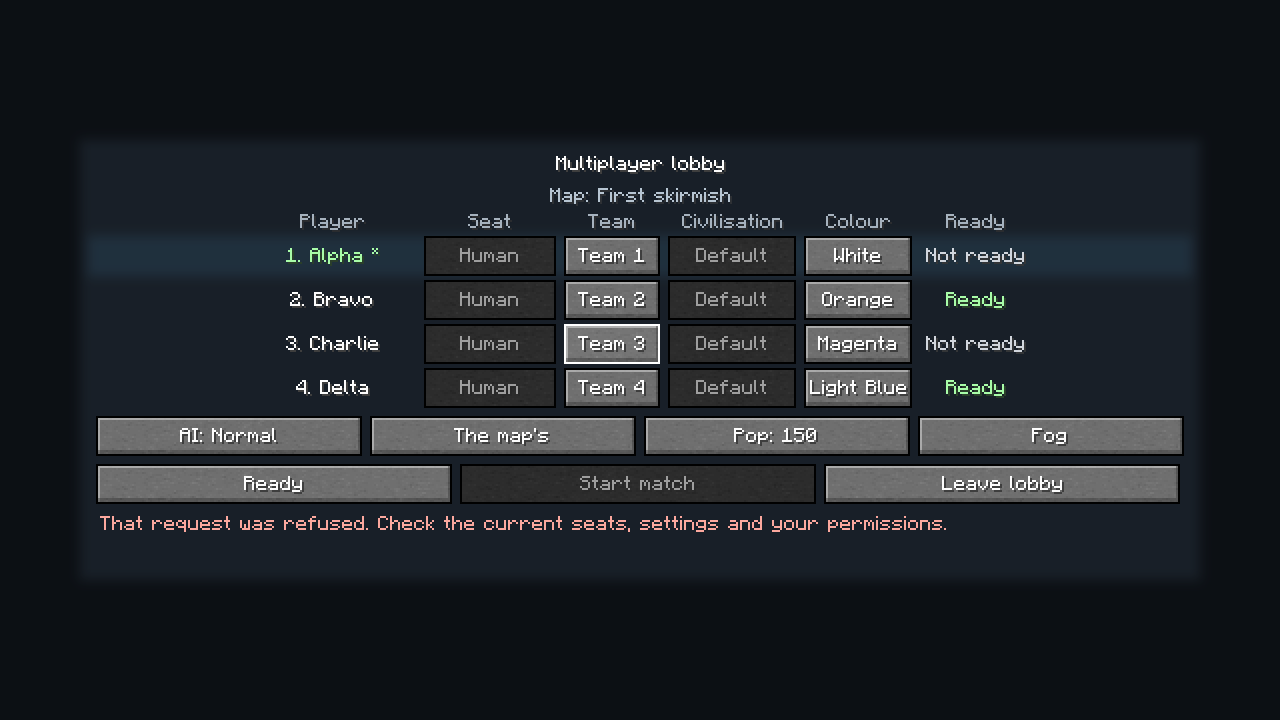 Multiplayer lobby
Map: First skirmish
Player Seat Team Civilisation Colour Ready
1. Alpha * Human Team 1 Default White Not ready
2. Bravo Human Team 2 Default Orange Ready
3. Charlie Human Team 3 Default Magenta Not ready
4. Delta Human Team 4 Default Light Blue Ready
AI: Normal The map's Pop: 150 Fog
Ready Start match Leave lobby
That request was refused. Check the current seats, settings and your permissions.